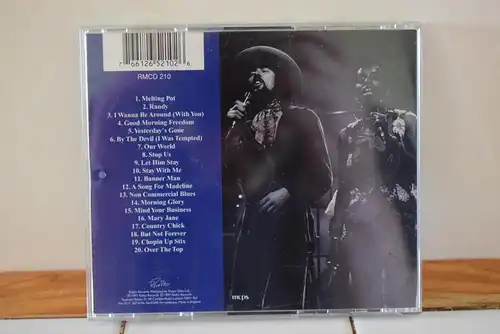 7 66126 52102 6
RMCD 210
1. Melting Pot
2. Randy
3. I Wanna Be Around (With You)
4. Good Morning Freedom
5. Yesterday's Gone
6. By The Devil (I Was Tempted)
7. Our World
8. Stop Us
9. Let Him Stay
10. Stay With Me
11. Banner Man
12. A Song For Madeline
13. Non Commercial Blues
14. Morning Glory
15. Mind Your Business
16. Mary Jane
17. Country Chick
18. But Not Forever
19. Chopin Up Stix
20. Over The Top
mcps